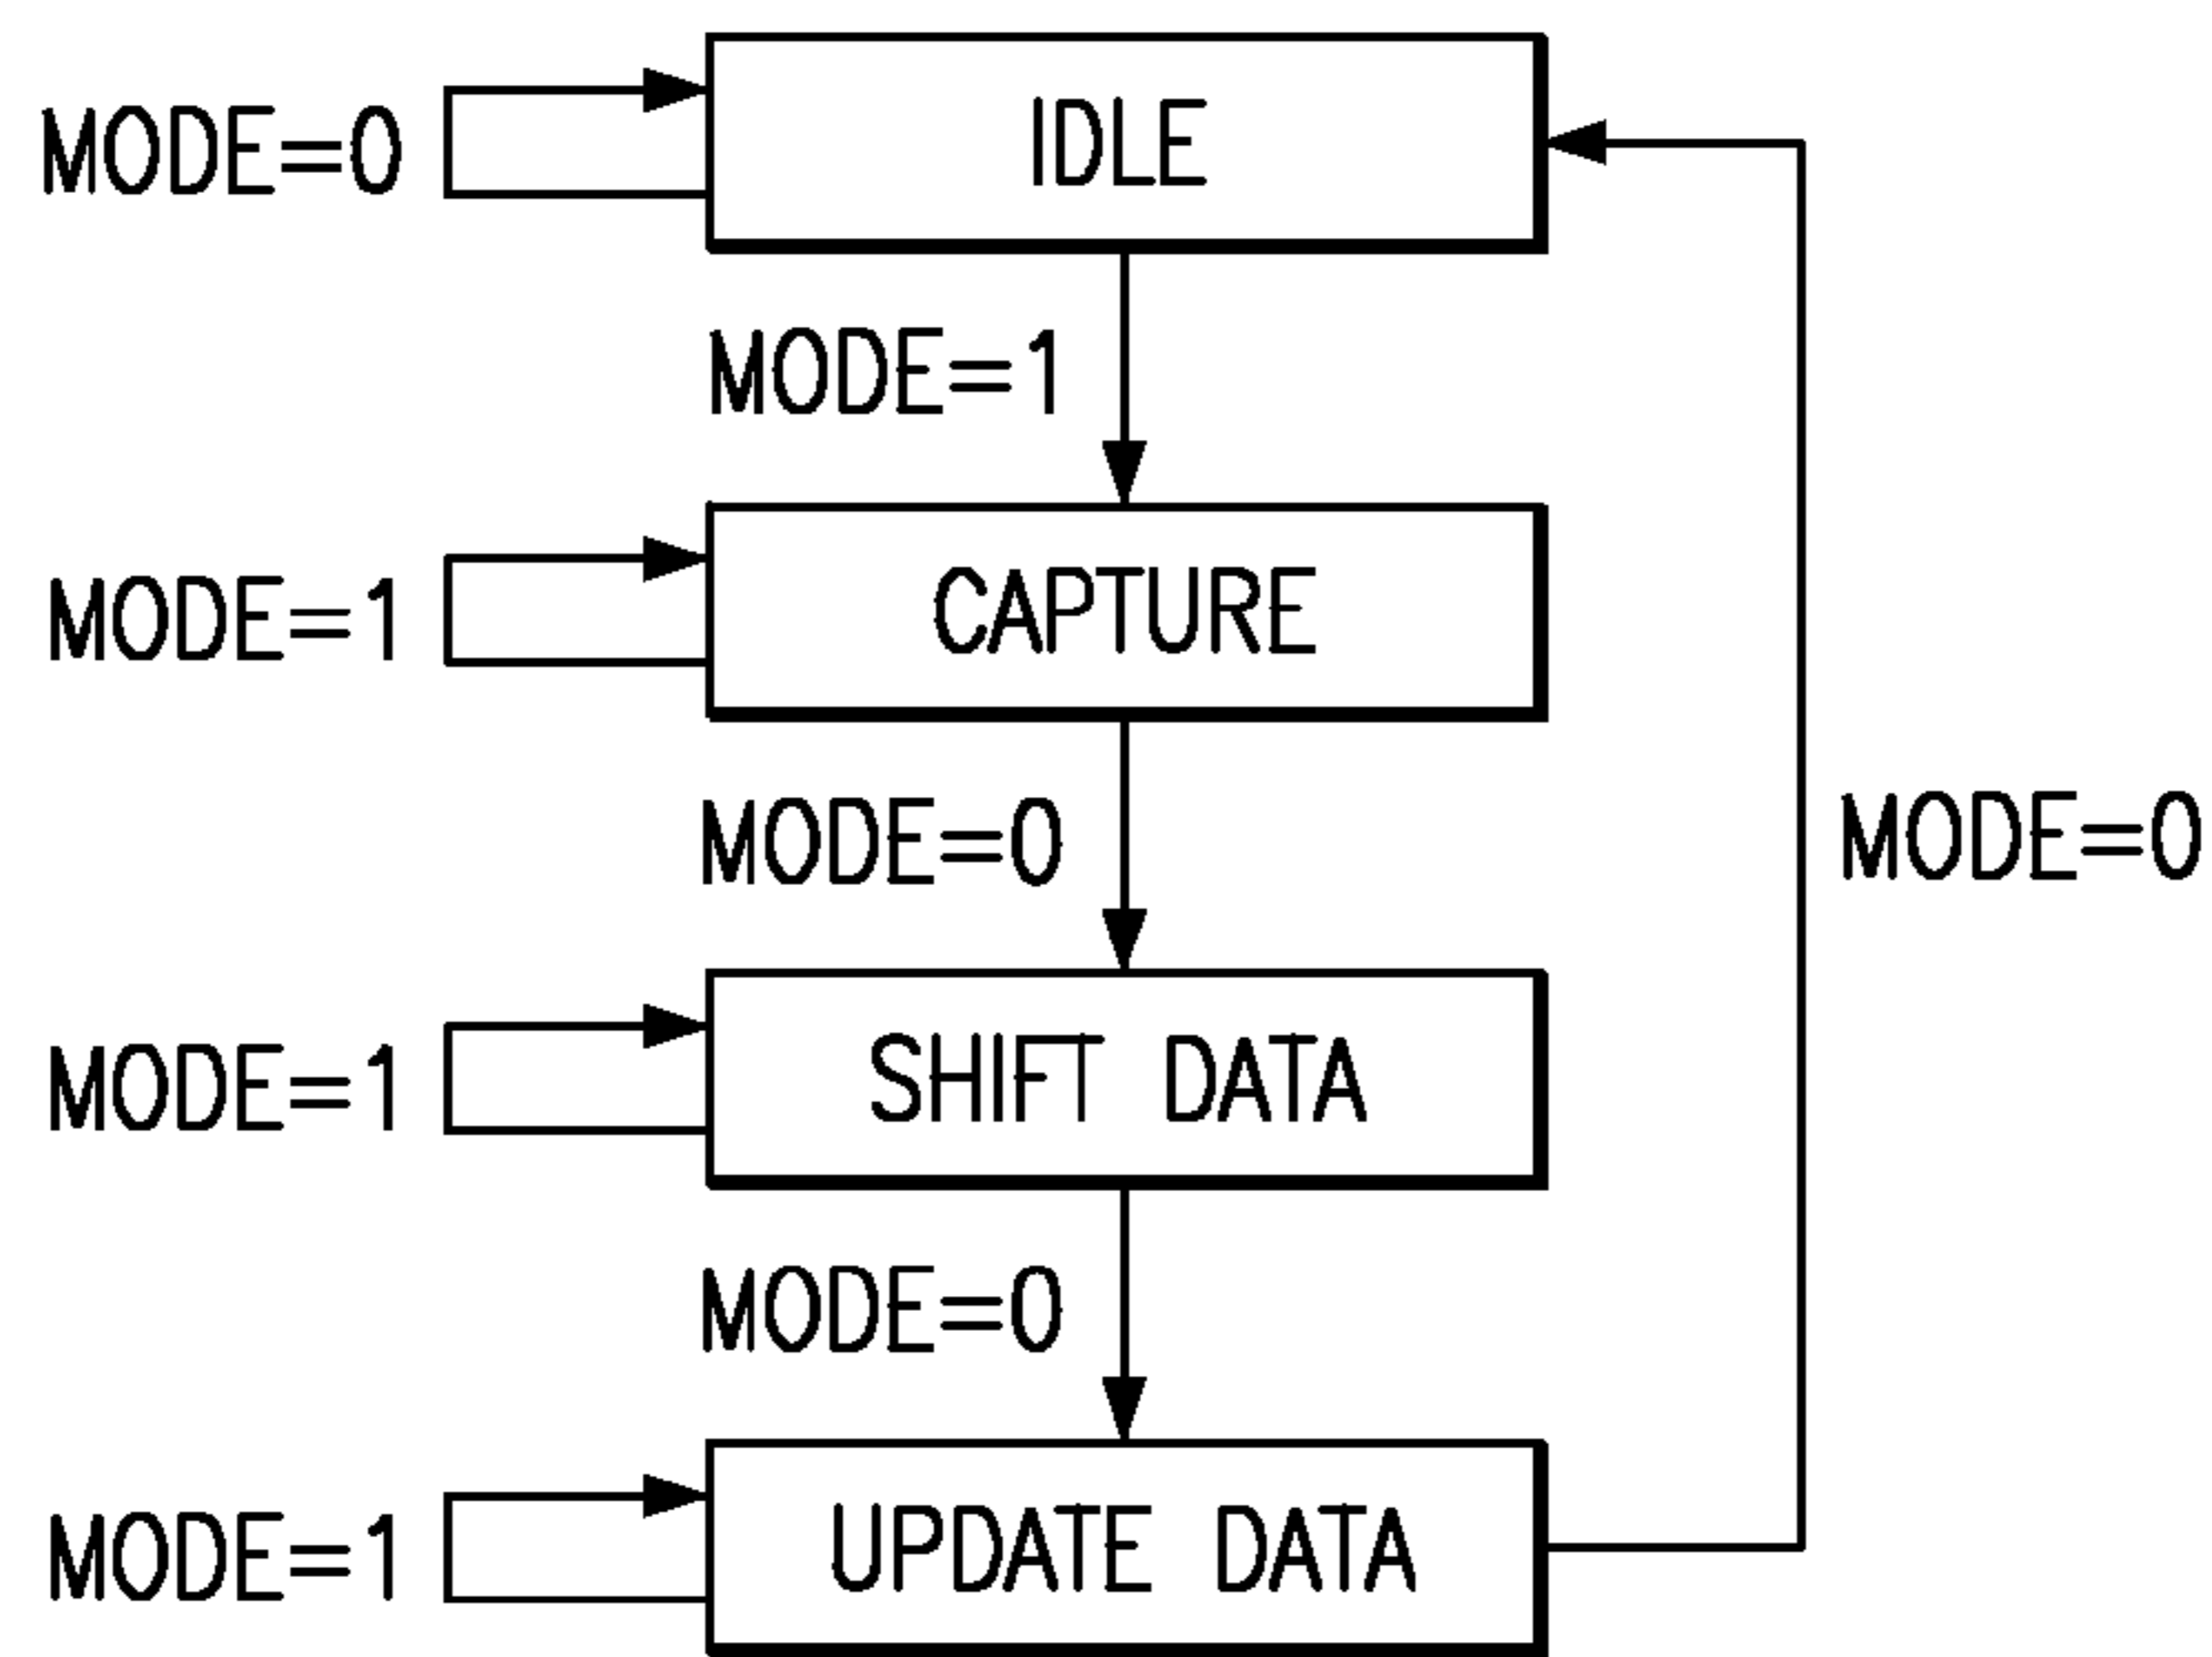 IDLE
MODE=0
MODE=1
CAPTURE
MODE=1
MODE=0
MODE=0
SHIFT DATA
MODE=1
MODE=0
UPDATE DATA
MODE=1